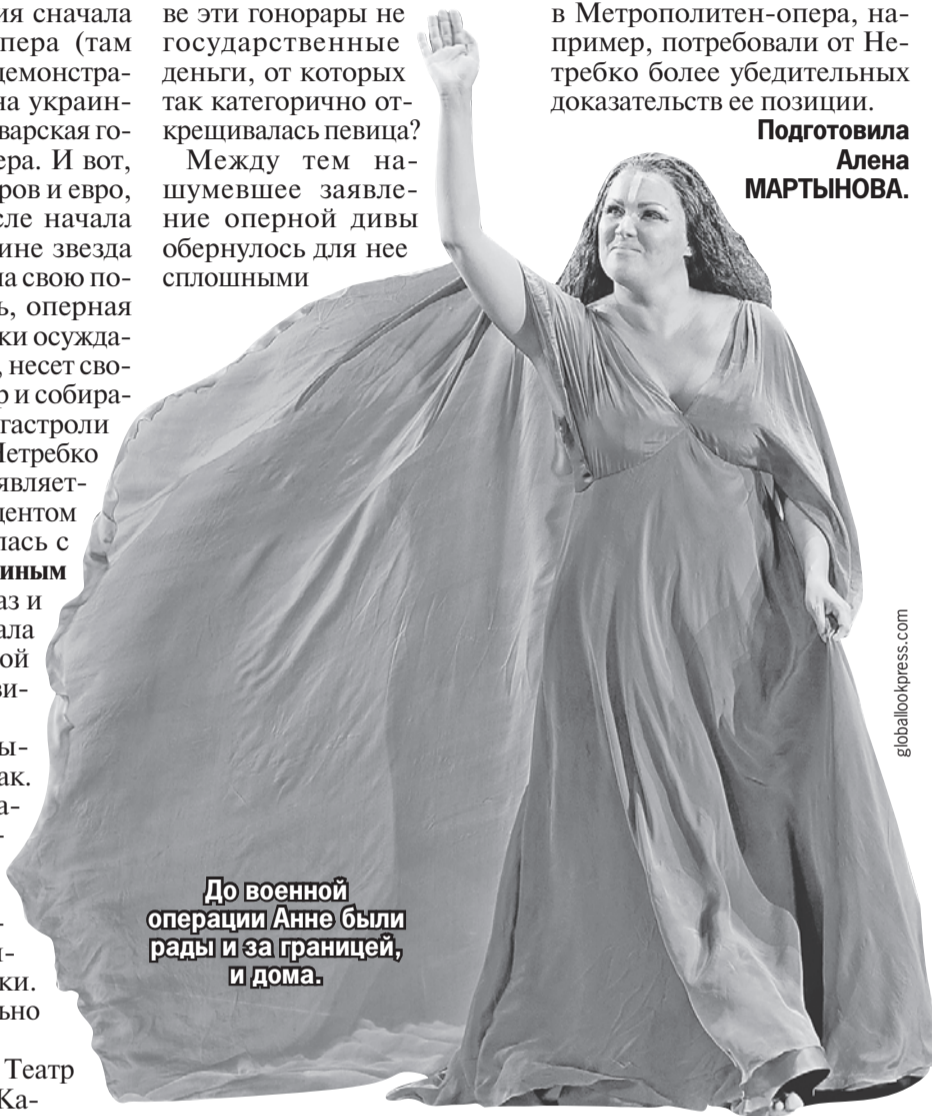 ия сначала
пера (там
демонстра-
на украин-
варская го-
ера. И вот,
ров и евро,
сле начала
ине звезда
ла свою по-
ь, оперная
ки осужда-
, несет сво-
р и собира-
гастроли
Нетребко
являет-
дентом
лась с
иным
аз и
ала
ой
ви-
ы-
ак.
а-
-
-
-
ки.
ьно
Театр
Ка-
ве эти гонорары не
государственные
деньги, от которых
так категорично от-
крещивалась певица?
Между тем на-
шумевшее заявле-
ние оперной дивы
обернулось для нее
сплошными
в Метрополитен-опера, на-
пример, потребовали от Не-
требко более убедительных
доказательств ее позиции.
Подготовила
Алена
МАРТЫНОВА.
До военной
операции Анне были
рады и за границей,
и дома.
globallookpress.com